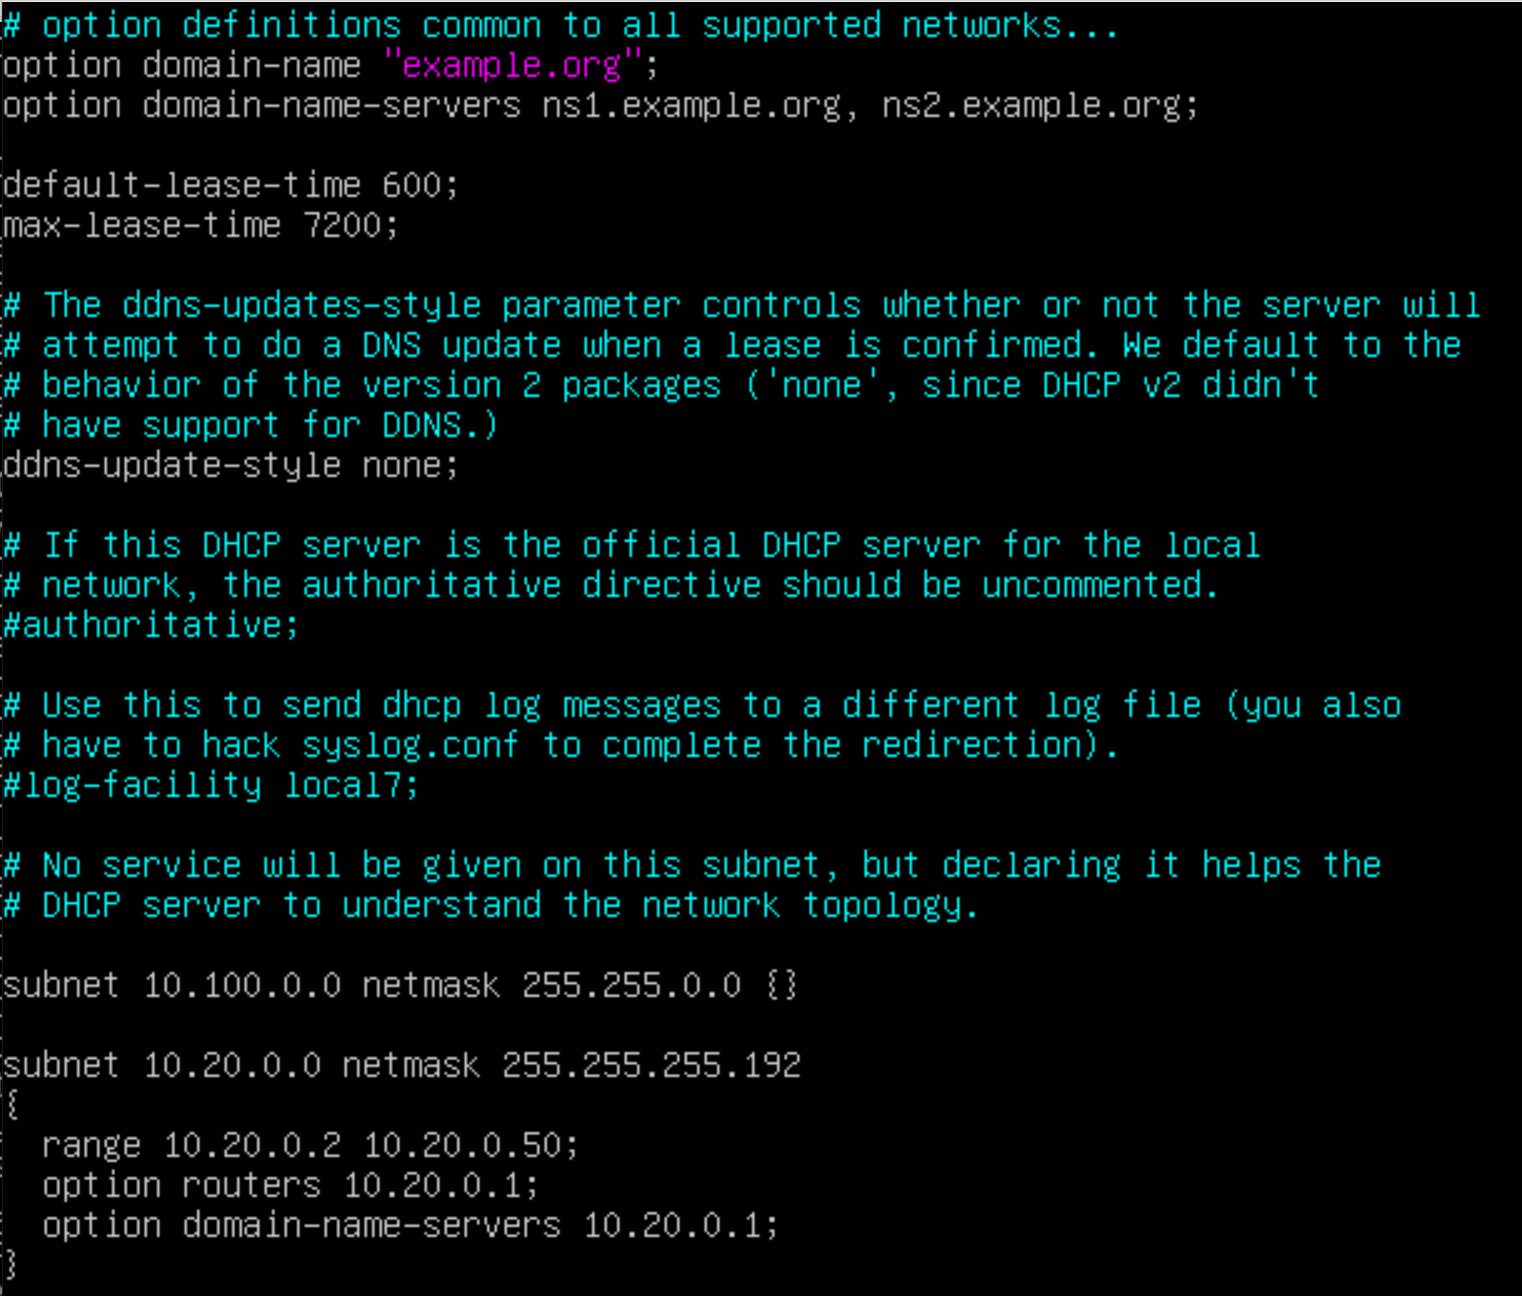 # option definitions common to all supported networks...
option domain-name "example.org";
option domain-name-servers ns1.example.org, ns2.example.org;
default-lease-time 600;
max-lease-time 7200;
# The ddns-updates-style parameter controls whether or not the server will
# attempt to do a DNS update when a lease is confirmed. We default to the
# behavior of the version 2 packages ('none', since DHCP v2 didn't
# have support for DDNS.)
ddns-update-style none;
# If this DHCP server is the official DHCP server for the local
# network, the authoritative directive should be uncommented.
#authoritative;
# Use this to send dhcp log messages to a different log file (you also
# have to hack syslog.conf to complete the redirection).
#log-facility local7;
# No service will be given on this subnet, but declaring it helps the
# DHCP server to understand the network topology.
subnet 10.100.0.0 netmask 255.255.0.0 {}
subnet 10.20.0.0 netmask 255.255.255.192
{
  range 10.20.0.2 10.20.0.50;
  option routers 10.20.0.1;
  option domain-name-servers 10.20.0.1;
}